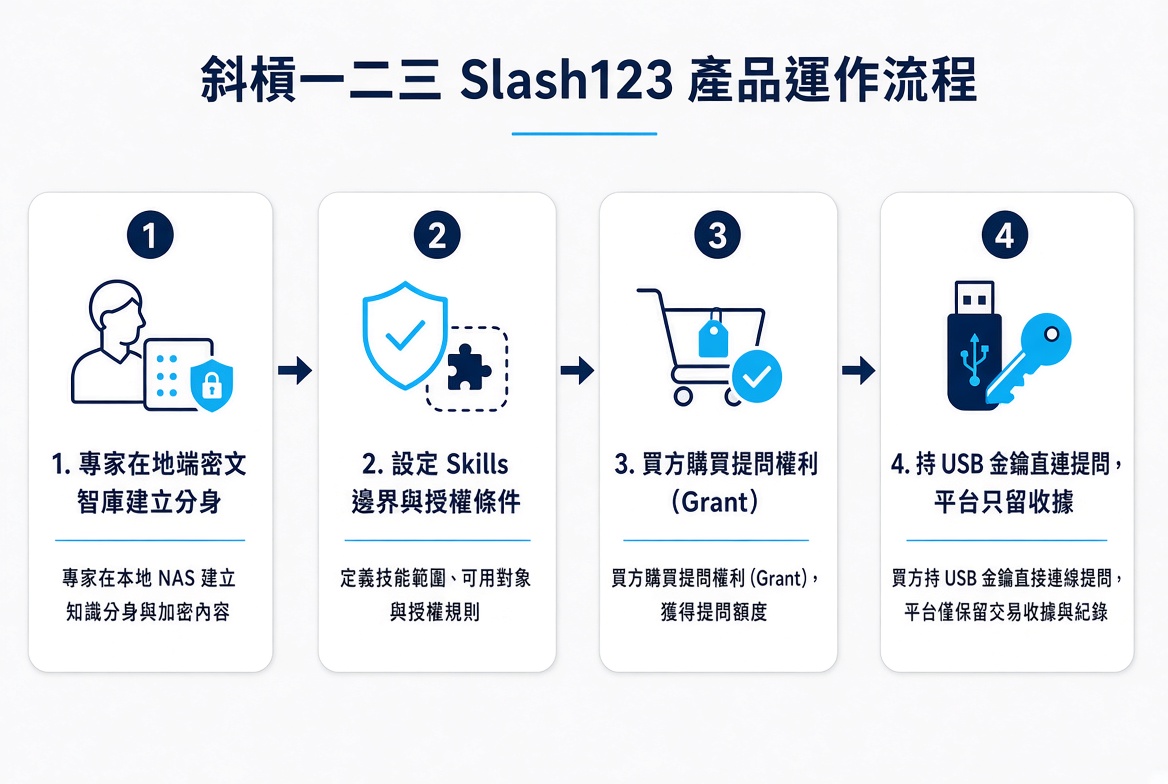 斜槓一二三 Slash123 產品運作流程
1
1. 專家在地端密文
智庫建立分身
專家在本地 NAS 建立
知識分身與加密內容
2
2. 設定 Skills
邊界與授權條件
定義技能範圍、可用對象
與授權規則
3
3. 買方購買提問權利
（Grant）
買方購買提問權利（Grant），
獲得提問額度
4
4. 持 USB 金鑰直連提問，
平台只留收據
買方持 USB 金鑰直接連線提問，
平台僅保留交易收據與紀錄